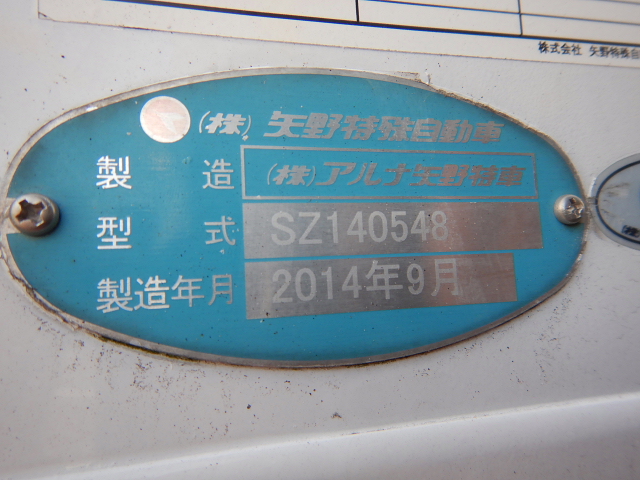 株式会社 矢野特殊自
(株) 矢野特殊自動車
製 造 (株) アルナ矢野特車
型 式 SZ140548
製造年月 2014年9月